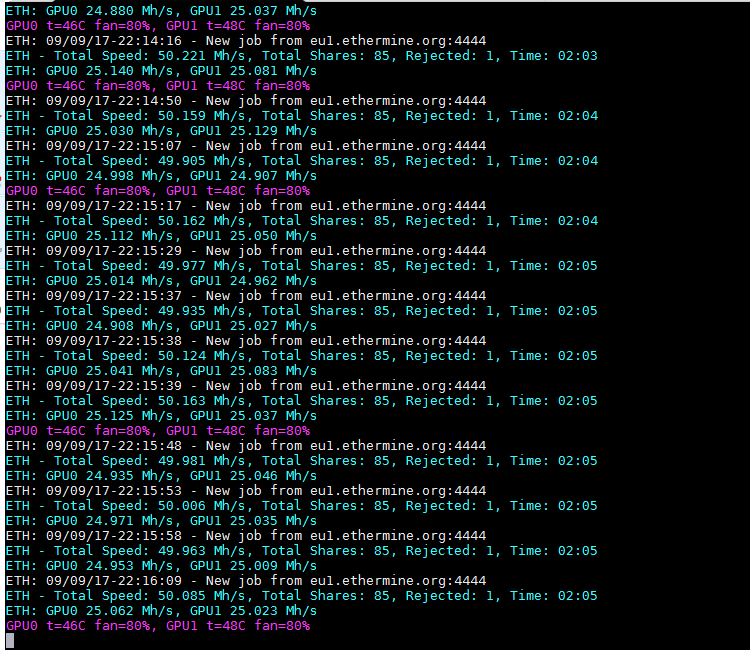 ETH: GPU0 24.880 Mh/s, GPU1 25.037 Mh/s
GPU0 t=46C fan=80%, GPU1 t=48C fan=80%
ETH: 09/09/17-22:14:16 - New job from eu1.ethermine.org:4444
ETH - Total Speed: 50.221 Mh/s, Total Shares: 85, Rejected: 1, Time: 02:03
ETH: GPU0 25.140 Mh/s, GPU1 25.081 Mh/s
GPU0 t=46C fan=80%, GPU1 t=48C fan=80%
ETH: 09/09/17-22:14:50 - New job from eu1.ethermine.org:4444
ETH - Total Speed: 50.159 Mh/s, Total Shares: 85, Rejected: 1, Time: 02:04
ETH: GPU0 25.030 Mh/s, GPU1 25.129 Mh/s
ETH: 09/09/17-22:15:07 - New job from eu1.ethermine.org:4444
ETH - Total Speed: 49.905 Mh/s, Total Shares: 85, Rejected: 1, Time: 02:04
ETH: GPU0 24.998 Mh/s, GPU1 24.907 Mh/s
GPU0 t=46C fan=80%, GPU1 t=48C fan=80%
ETH: 09/09/17-22:15:17 - New job from eu1.ethermine.org:4444
ETH - Total Speed: 50.162 Mh/s, Total Shares: 85, Rejected: 1, Time: 02:04
ETH: GPU0 25.112 Mh/s, GPU1 25.050 Mh/s
ETH: 09/09/17-22:15:29 - New job from eu1.ethermine.org:4444
ETH - Total Speed: 49.977 Mh/s, Total Shares: 85, Rejected: 1, Time: 02:05
ETH: GPU0 25.014 Mh/s, GPU1 24.962 Mh/s
ETH: 09/09/17-22:15:37 - New job from eu1.ethermine.org:4444
ETH - Total Speed: 49.935 Mh/s, Total Shares: 85, Rejected: 1, Time: 02:05
ETH: GPU0 24.908 Mh/s, GPU1 25.027 Mh/s
ETH: 09/09/17-22:15:38 - New job from eu1.ethermine.org:4444
ETH - Total Speed: 50.124 Mh/s, Total Shares: 85, Rejected: 1, Time: 02:05
ETH: GPU0 25.041 Mh/s, GPU1 25.083 Mh/s
ETH: 09/09/17-22:15:39 - New job from eu1.ethermine.org:4444
ETH - Total Speed: 50.163 Mh/s, Total Shares: 85, Rejected: 1, Time: 02:05
ETH: GPU0 25.125 Mh/s, GPU1 25.037 Mh/s
GPU0 t=46C fan=80%, GPU1 t=48C fan=80%
ETH: 09/09/17-22:15:48 - New job from eu1.ethermine.org:4444
ETH - Total Speed: 49.981 Mh/s, Total Shares: 85, Rejected: 1, Time: 02:05
ETH: GPU0 24.935 Mh/s, GPU1 25.046 Mh/s
ETH: 09/09/17-22:15:53 - New job from eu1.ethermine.org:4444
ETH - Total Speed: 50.006 Mh/s, Total Shares: 85, Rejected: 1, Time: 02:05
ETH: GPU0 24.971 Mh/s, GPU1 25.035 Mh/s
ETH: 09/09/17-22:15:58 - New job from eu1.ethermine.org:4444
ETH - Total Speed: 49.963 Mh/s, Total Shares: 85, Rejected: 1, Time: 02:05
ETH: GPU0 24.953 Mh/s, GPU1 25.009 Mh/s
ETH: 09/09/17-22:16:09 - New job from eu1.ethermine.org:4444
ETH - Total Speed: 50.085 Mh/s, Total Shares: 85, Rejected: 1, Time: 02:05
ETH: GPU0 25.062 Mh/s, GPU1 25.023 Mh/s
GPU0 t=46C fan=80%, GPU1 t=48C fan=80%